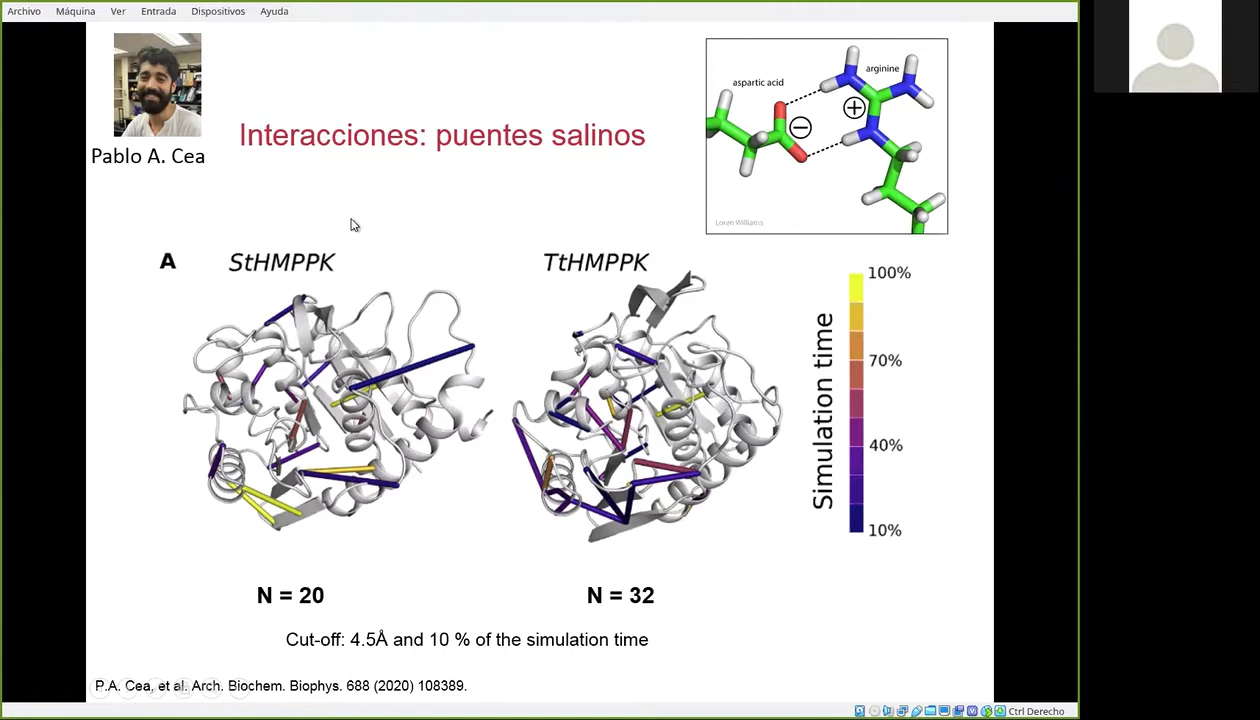 Archivo Máquina Ver Entrada Dispositivos Ayuda
Pablo A. Cea
Interacciones: puentes salinos
aspartic acid
arginine
Loren Williams
A
StHMPPK
TtHMPPK
Simulation time
100%
70%
40%
10%
N = 20
N = 32
Cut-off: 4.5Å and 10 % of the simulation time
P.A. Cea, et al. Arch. Biochem. Biophys. 688 (2020) 108389.
Ctrl Derecho